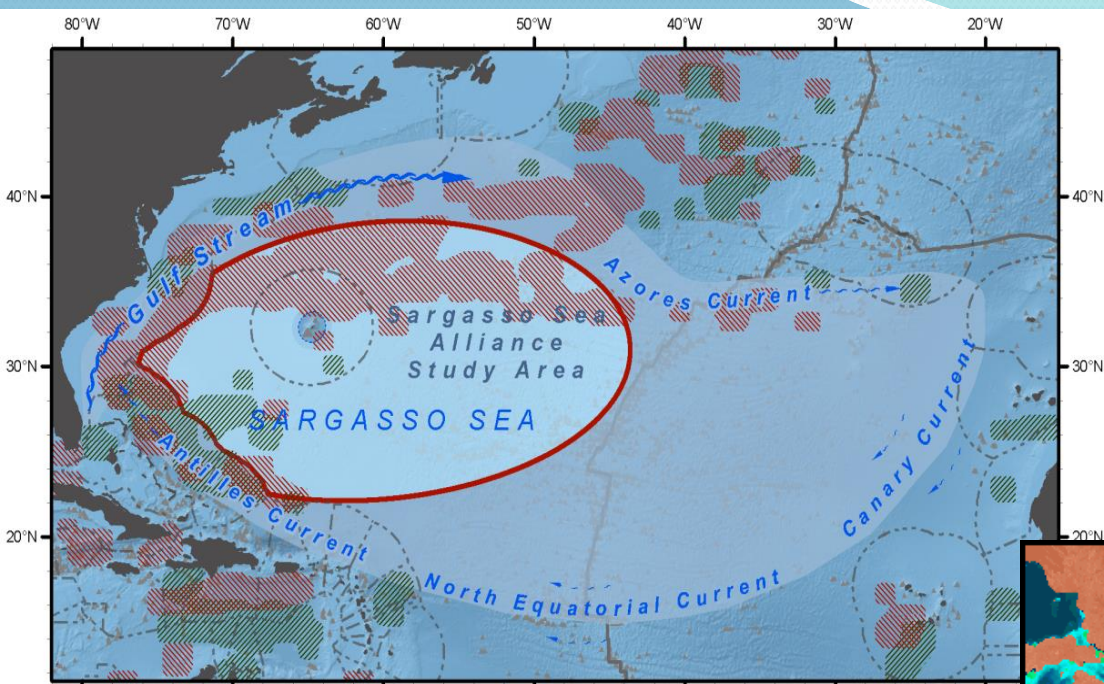 80°W 70°W 60°W 50°W 40°W 30°W 20°W
40°N 40°N
Gulf Stream
Azores Current
Sargasso Sea
Alliance
Study Area
30°N 30°N
SARGASSO SEA
Antilles Current
Canary Current
20°N 20°N
North Equatorial Current